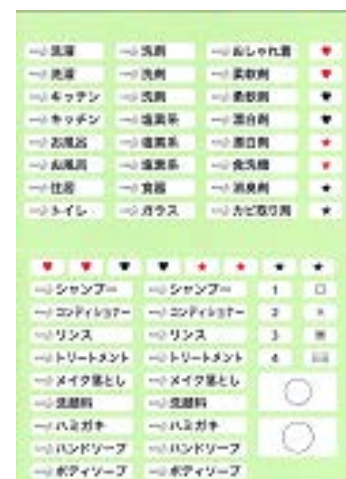 洗濯 洗剤 おしゃれ着 ♥
洗濯 洗剤 柔軟剤 ♥
キッチン 洗剤 柔軟剤 ♥
キッチン 塩素系 漂白剤 ♥
お風呂 塩素系 漂白剤 ★
お風呂 塩素系 食洗機 ★
住居 食器 消臭剤 ★
トイレ ガラス カビ取り剤 ★
♥ ♥ ♥ ♥ ★ ★ ★ ★
シャンプー シャンプー 1
コンディショナー コンディショナー 2
リンス リンス 3
トリートメント トリートメント 4
メイク落とし メイク落とし
洗顔料 洗顔料
ハミガキ ハミガキ
ハンドソープ ハンドソープ
ボディソープ ボディソープ